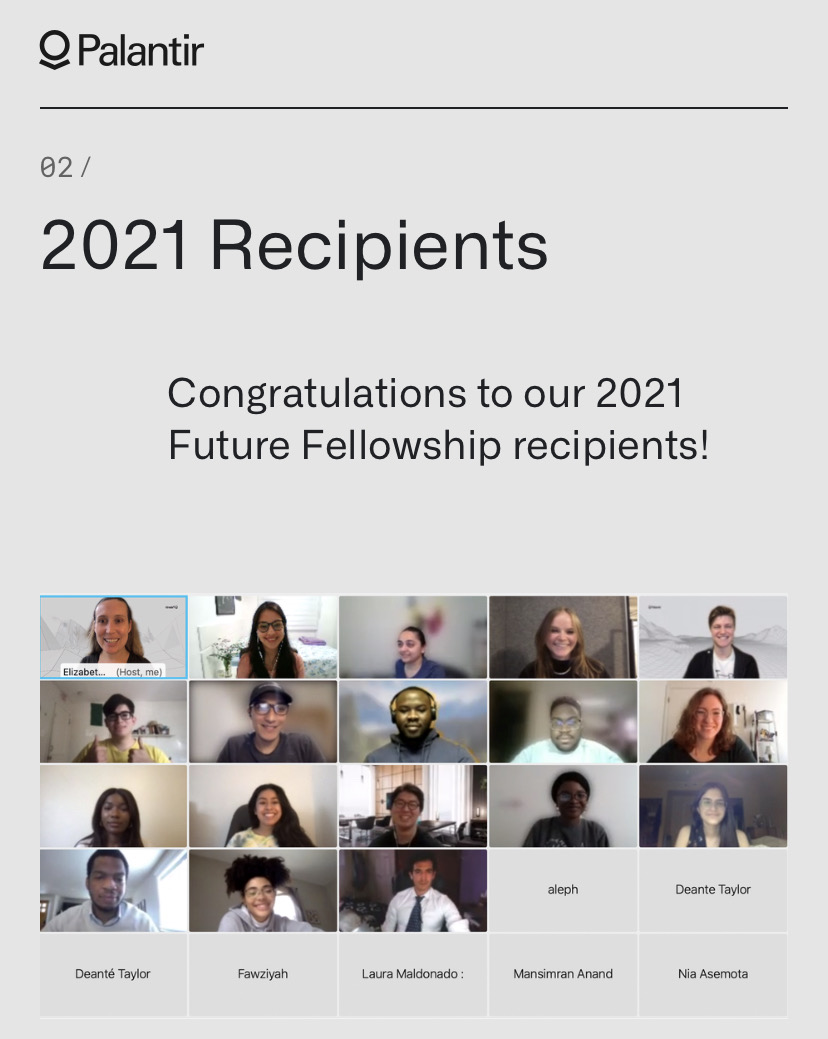 Palantir
02 /
2021 Recipients
Congratulations to our 2021
Future Fellowship recipients!
Elizabet... (Host, me)
aleph
Deante Taylor
Deanté Taylor
Fawziyah
Laura Maldonado :
Mansimran Anand
Nia Asemota